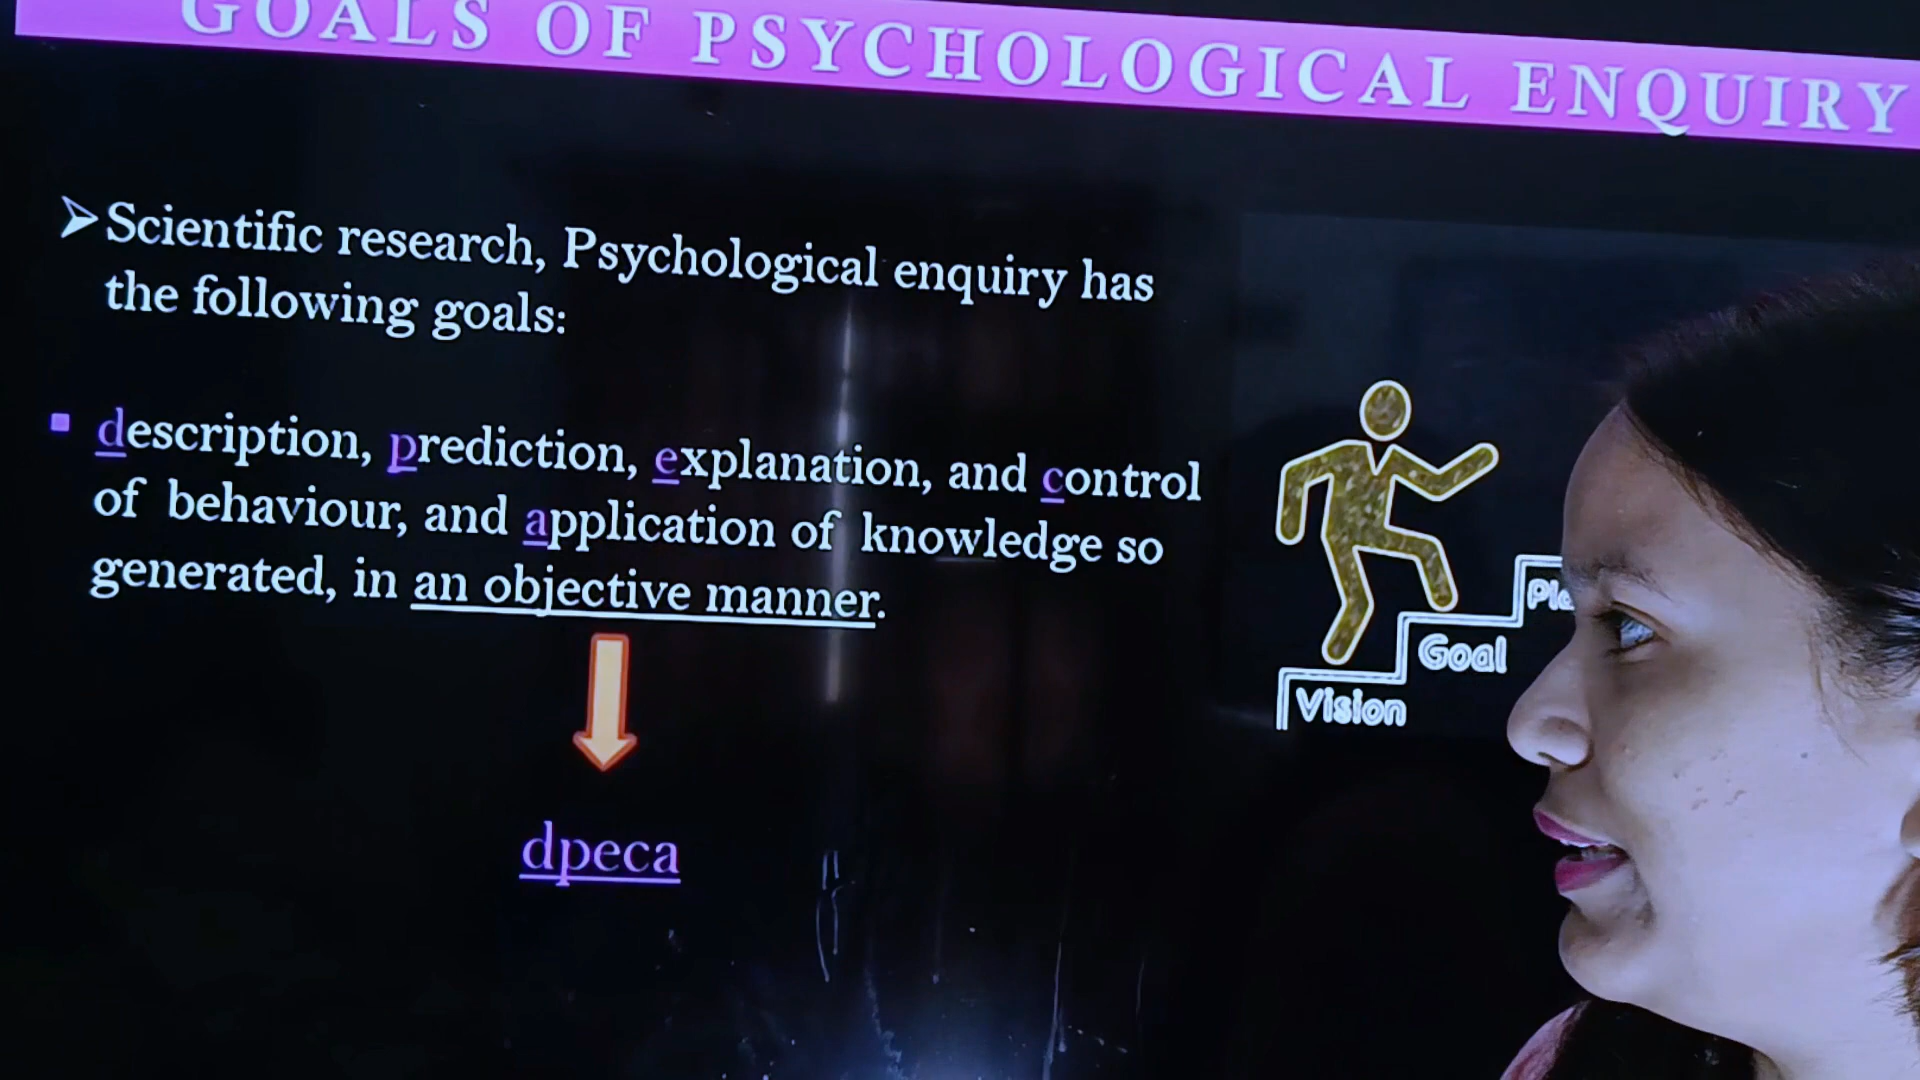 GOALS OF PSYCHOLOGICAL ENQUIRY
➤Scientific research, Psychological enquiry has
the following goals:
▪ description, prediction, explanation, and control
of behaviour, and application of knowledge so
generated, in an objective manner.
dpeca
Goal
Vision